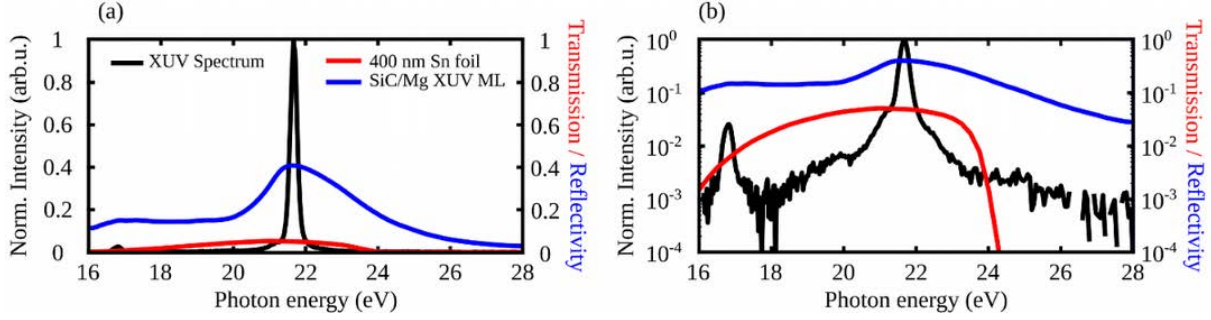 (a)
Norm. Intensity (arb.u.)
1
0.8
0.6
0.4
0.2
0
XUV Spectrum
400 nm Sn foil
SiC/Mg XUV ML
1
0.8
0.6
0.4
0.2
0
Transmission / Reflectivity
16 18 20 22 24 26 28
Photon energy (eV)
(b)
Norm. Intensity (arb.u.)
10⁰
10⁻¹
10⁻²
10⁻³
10⁻⁴
10⁰
10⁻¹
10⁻²
10⁻³
10⁻⁴
Transmission / Reflectivity
16 18 20 22 24 26 28
Photon energy (eV)